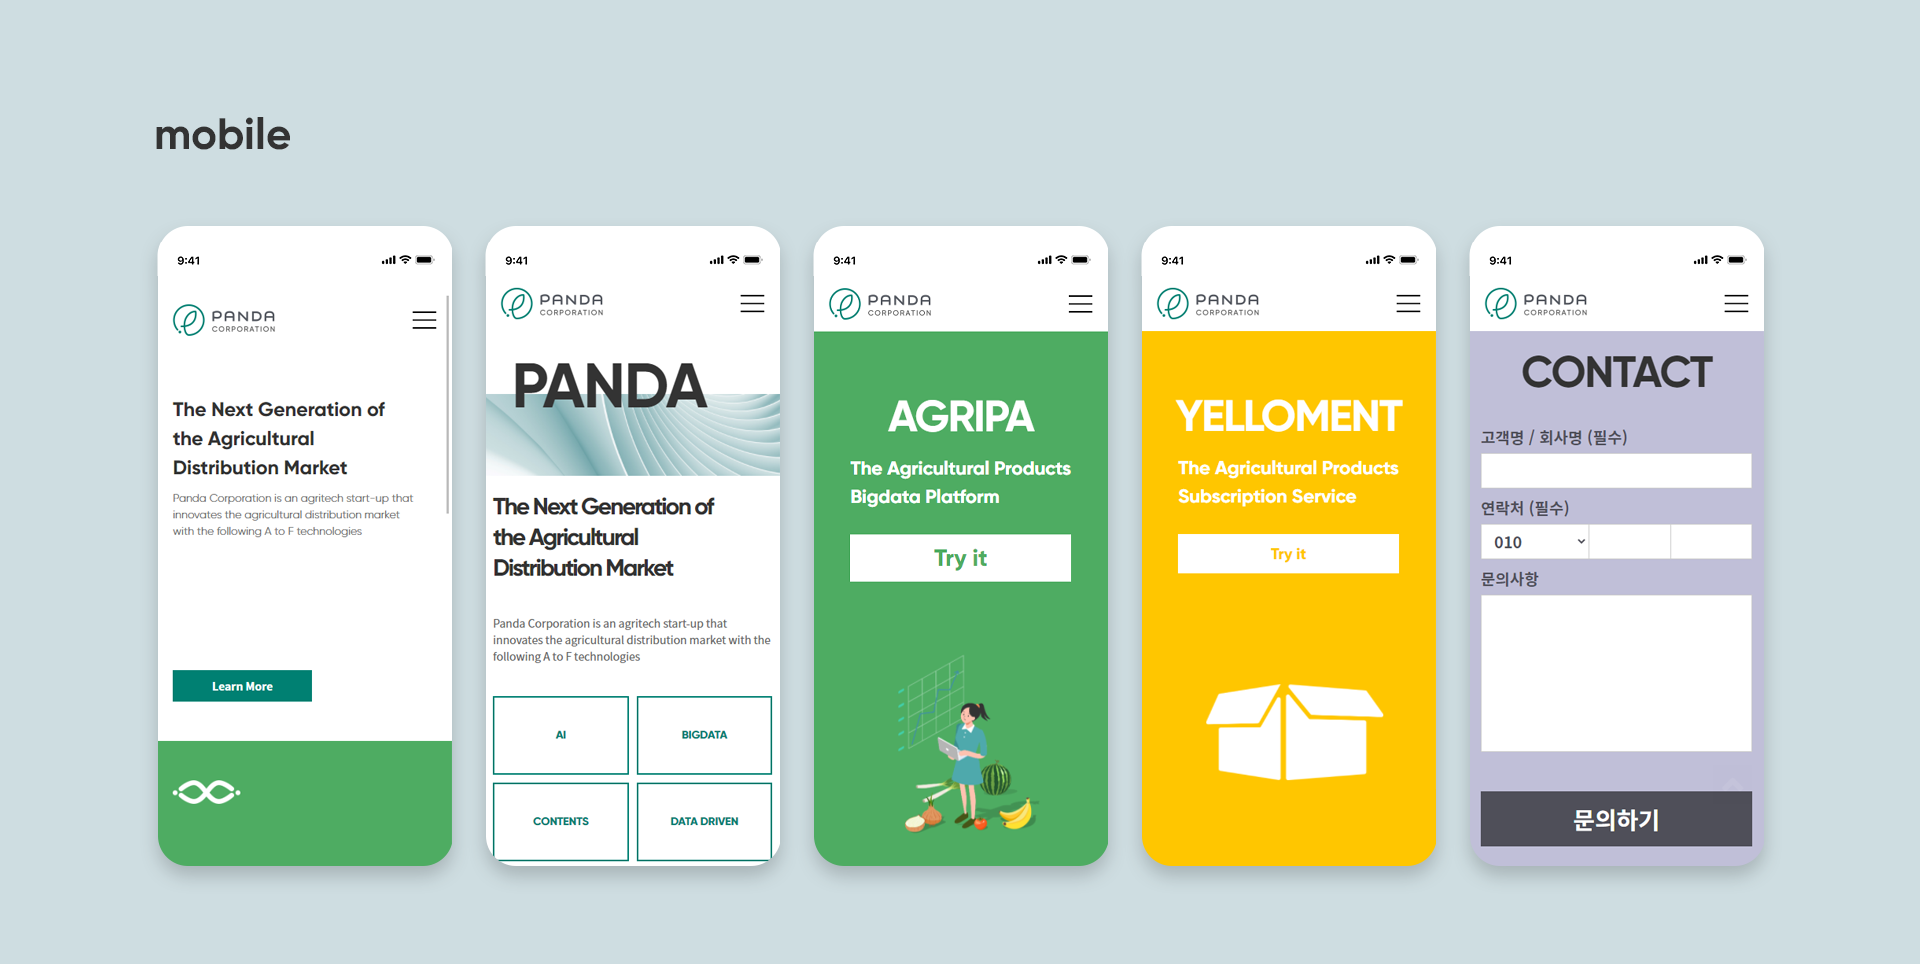 mobile
9:41
PANDA
CORPORATION
The Next Generation of
the Agricultural
Distribution Market
Panda Corporation is an agritech start-up that
innovates the agricultural distribution market
with the following A to F technologies
Learn More
9:41
PANDA
CORPORATION
PANDA
The Next Generation of
the Agricultural
Distribution Market
Panda Corporation is an agritech start-up that
innovates the agricultural distribution market with the
following A to F technologies
AI
BIGDATA
CONTENTS
DATA DRIVEN
9:41
PANDA
CORPORATION
AGRIPA
The Agricultural Products
Bigdata Platform
Try it
9:41
PANDA
CORPORATION
YELLOMENT
The Agricultural Products
Subscription Service
Try it
9:41
PANDA
CORPORATION
CONTACT
고객명 / 회사명 (필수)
연락처 (필수)
010
문의사항
문의하기